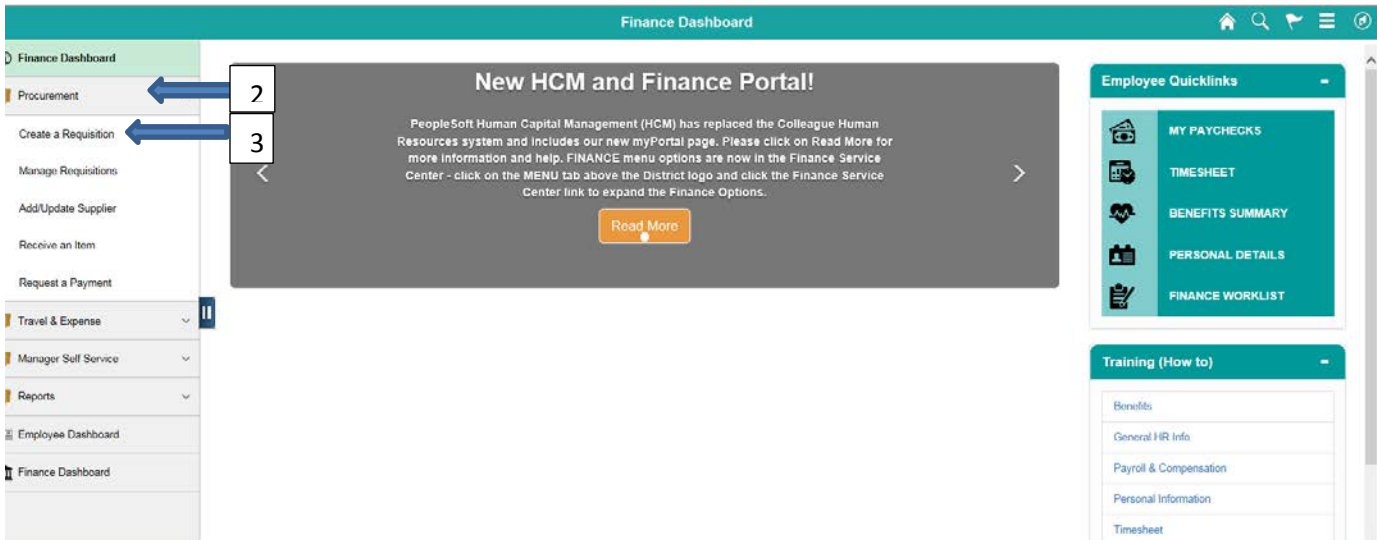 Finance Dashboard
Finance Dashboard
Procurement
2
Create a Requisition
3
Manage Requisitions
Add/Update Supplier
Receive an Item
Request a Payment
Travel & Expense
Manager Self Service
Reports
Employee Dashboard
Finance Dashboard
New HCM and Finance Portal!
PeopleSoft Human Capital Management (HCM) has replaced the Colleague Human
Resources system and includes our new myPortal page. Please click on Read More for
more information and help. FINANCE menu options are now in the Finance Service
Center - click on the MENU tab above the District logo and click the Finance Service
Center link to expand the Finance Options.
Read More
Employee Quicklinks
MY PAYCHECKS
TIMESHEET
BENEFITS SUMMARY
PERSONAL DETAILS
FINANCE WORKLIST
Training (How to)
Benefits
General HR Info
Payroll & Compensation
Personal Information
Timesheet